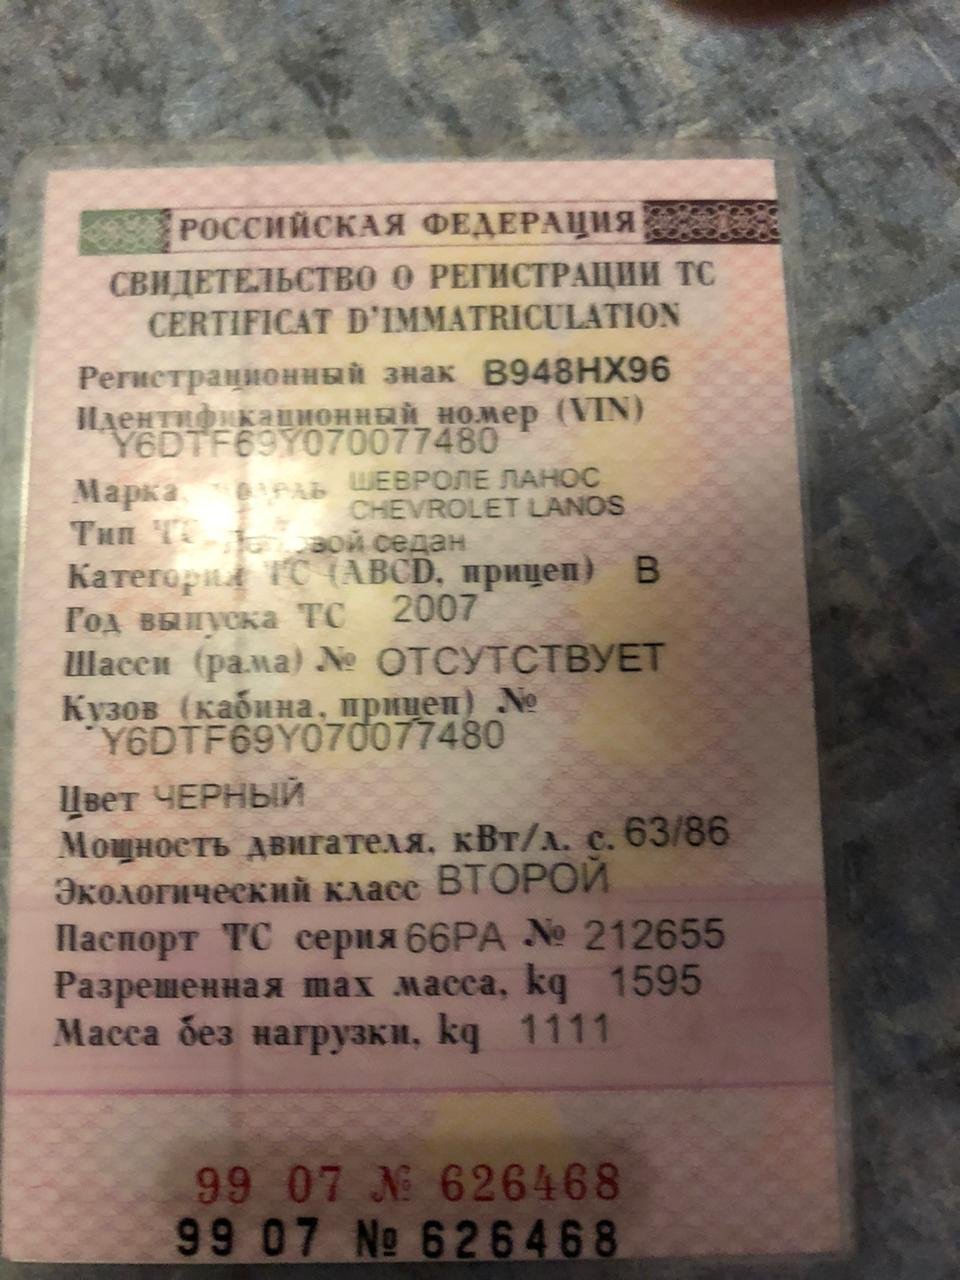 РОССИЙСКАЯ ФЕДЕРАЦИЯ
СВИДЕТЕЛЬСТВО О РЕГИСТРАЦИИ ТС
CERTIFICAT D'IMMATRICULATION
Регистрационный знак В948НХ96
Идентификационный номер (VIN)
Y6DTF69Y070077480
Марка, модель ШЕВРОЛЕ ЛАНОС
CHEVROLET LANOS
Тип ТС Легковой седан
Категория ТС (ABCD, прицеп) B
Год выпуска ТС 2007
Шасси (рама) № ОТСУТСТВУЕТ
Кузов (кабина, прицеп) №
Y6DTF69Y070077480
Цвет ЧЕРНЫЙ
Мощность двигателя, кВт/л. с. 63/86
Экологический класс ВТОРОЙ
Паспорт ТС серия 66РА № 212655
Разрешенная max масса, kq 1595
Масса без нагрузки, kq 1111
99 07 № 626468
99 07 № 626468